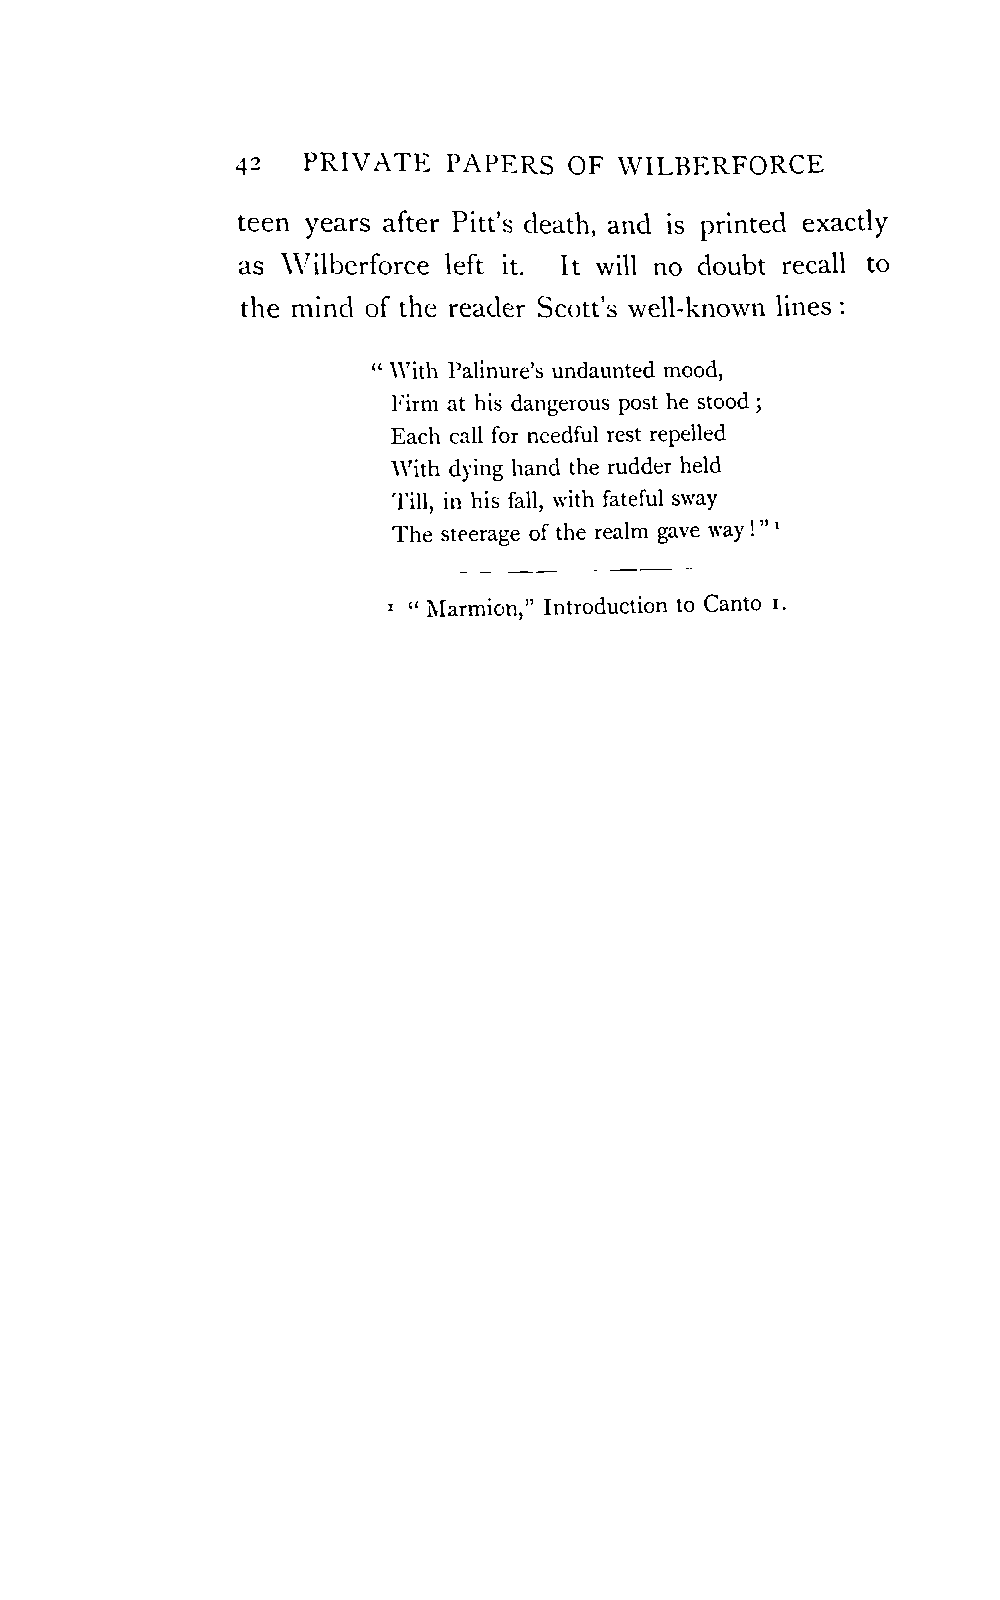 42 PRIVATE PAPERS OF WILBERFORCE
teen years after Pitt's death, and is printed exactly
as Wilberforce left it. It will no doubt recall to
the mind of the reader Scott's well-known lines :
" With Palinure's undaunted mood,
Firm at his dangerous post he stood ;
Each call for needful rest repelled
With dying hand the rudder held
Till, in his fall, with fateful sway
The steerage of the realm gave way ! " ¹
¹ " Marmion," Introduction to Canto 1.